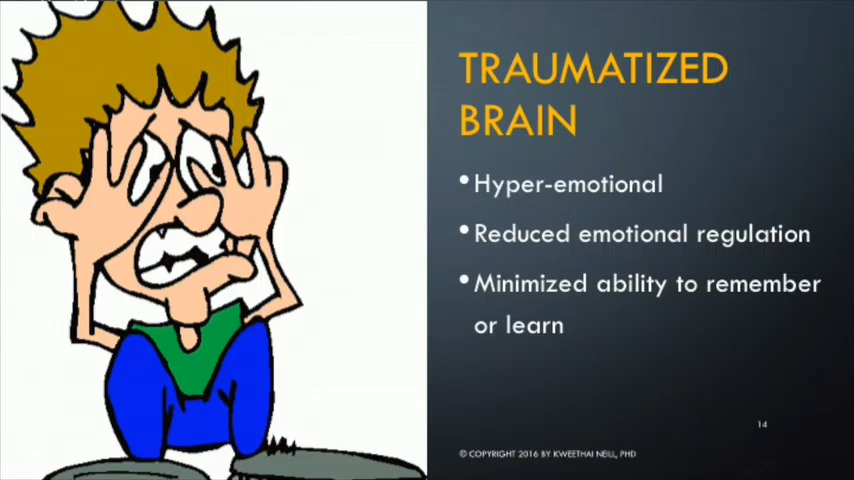 TRAUMATIZED
BRAIN
• Hyper-emotional
• Reduced emotional regulation
• Minimized ability to remember
or learn
14
© COPYRIGHT 2016 BY KWEETHAI NEILL, PHD